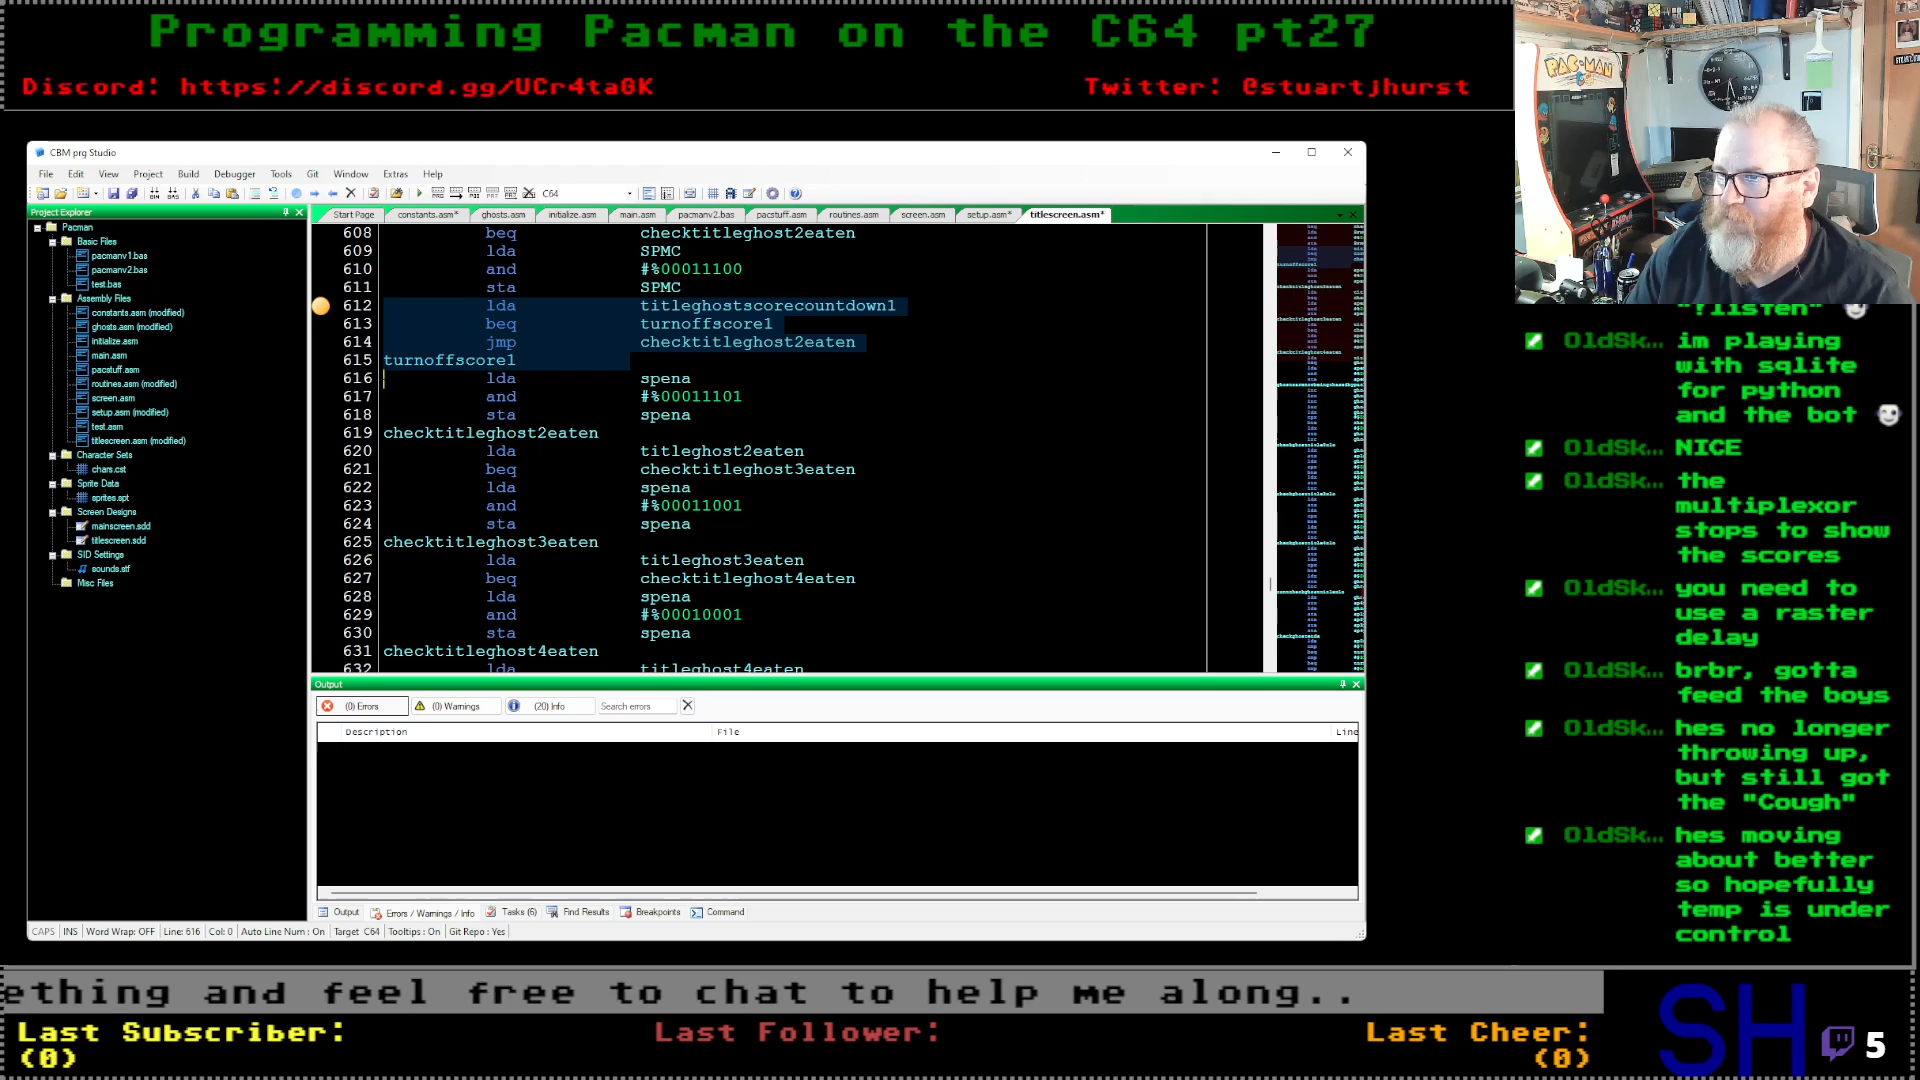 Programming Pacman on the C64 pt27
Discord: https://discord.gg/UCr4taGK
Twitter: @stuartjhurst
PAC-MAN
CBM prg Studio
File Edit View Project Build Debugger Tools Git Window Extras Help
C64
Project Explorer
Start Page constants.asm* ghosts.asm initialize.asm main.asm pacmanv2.bas pacstuff.asm routines.asm screen.asm setup.asm* titlescreen.asm*
Pacman
Basic Files
pacmanv1.bas
pacmanv2.bas
test.bas
Assembly Files
constants.asm (modified)
ghosts.asm (modified)
initialize.asm
main.asm
pacstuff.asm
routines.asm (modified)
screen.asm
setup.asm (modified)
test.asm
titlescreen.asm (modified)
Character Sets
chars.cst
Sprite Data
sprites.spt
Screen Designs
mainscreen.sdd
titlescreen.sdd
SID Settings
sounds.stf
Misc Files
608 beq checktitleghost2eaten
609 lda SPMC
610 and #%00011100
611 sta SPMC
612 lda titleghostscorecountdown1
613 beq turnoffscore1
614 jmp checktitleghost2eaten
615 turnoffscore1
616 lda spena
617 and #%00011101
618 sta spena
619 checktitleghost2eaten
620 lda titleghost2eaten
621 beq checktitleghost3eaten
622 lda spena
623 and #%00011001
624 sta spena
625 checktitleghost3eaten
626 lda titleghost3eaten
627 beq checktitleghost4eaten
628 lda spena
629 and #%00010001
630 sta spena
631 checktitleghost4eaten
632 lda titleghost4eaten
Output
(0) Errors (0) Warnings (20) Info Search errors
Description File Line
Output Errors / Warnings / Info Tasks (6) Find Results Breakpoints Command
CAPS INS Word Wrap: OFF Line: 616 Col: 0 Auto Line Num : On Target C64 Tooltips : On Git Repo : Yes
"!listen"
OldSk... im playing
with sqlite
for python
and the bot
OldSk... NICE
OldSk... the
multiplexor
stops to show
the scores
OldSk... you need to
use a raster
delay
OldSk... brbr, gotta
feed the boys
OldSk... hes no longer
throwing up,
but still got
the "Cough"
OldSk... hes moving
about better
so hopefully
temp is under
control
ething and feel free to chat to help me along..
Last Subscriber:
(0)
Last Follower:
Last Cheer:
(0)
SH
5